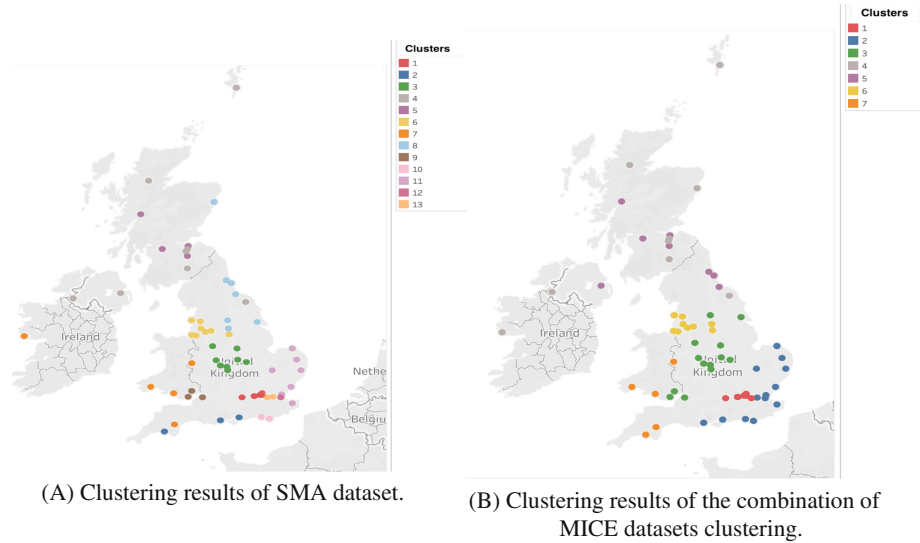 Clusters
1
2
3
4
5
6
7
8
9
10
11
12
13
Ireland
United
Kingdom
Nethe
Belgiu
(A) Clustering results of SMA dataset.
Clusters
1
2
3
4
5
6
7
Ireland
United
Kingdom
(B) Clustering results of the combination of
MICE datasets clustering.